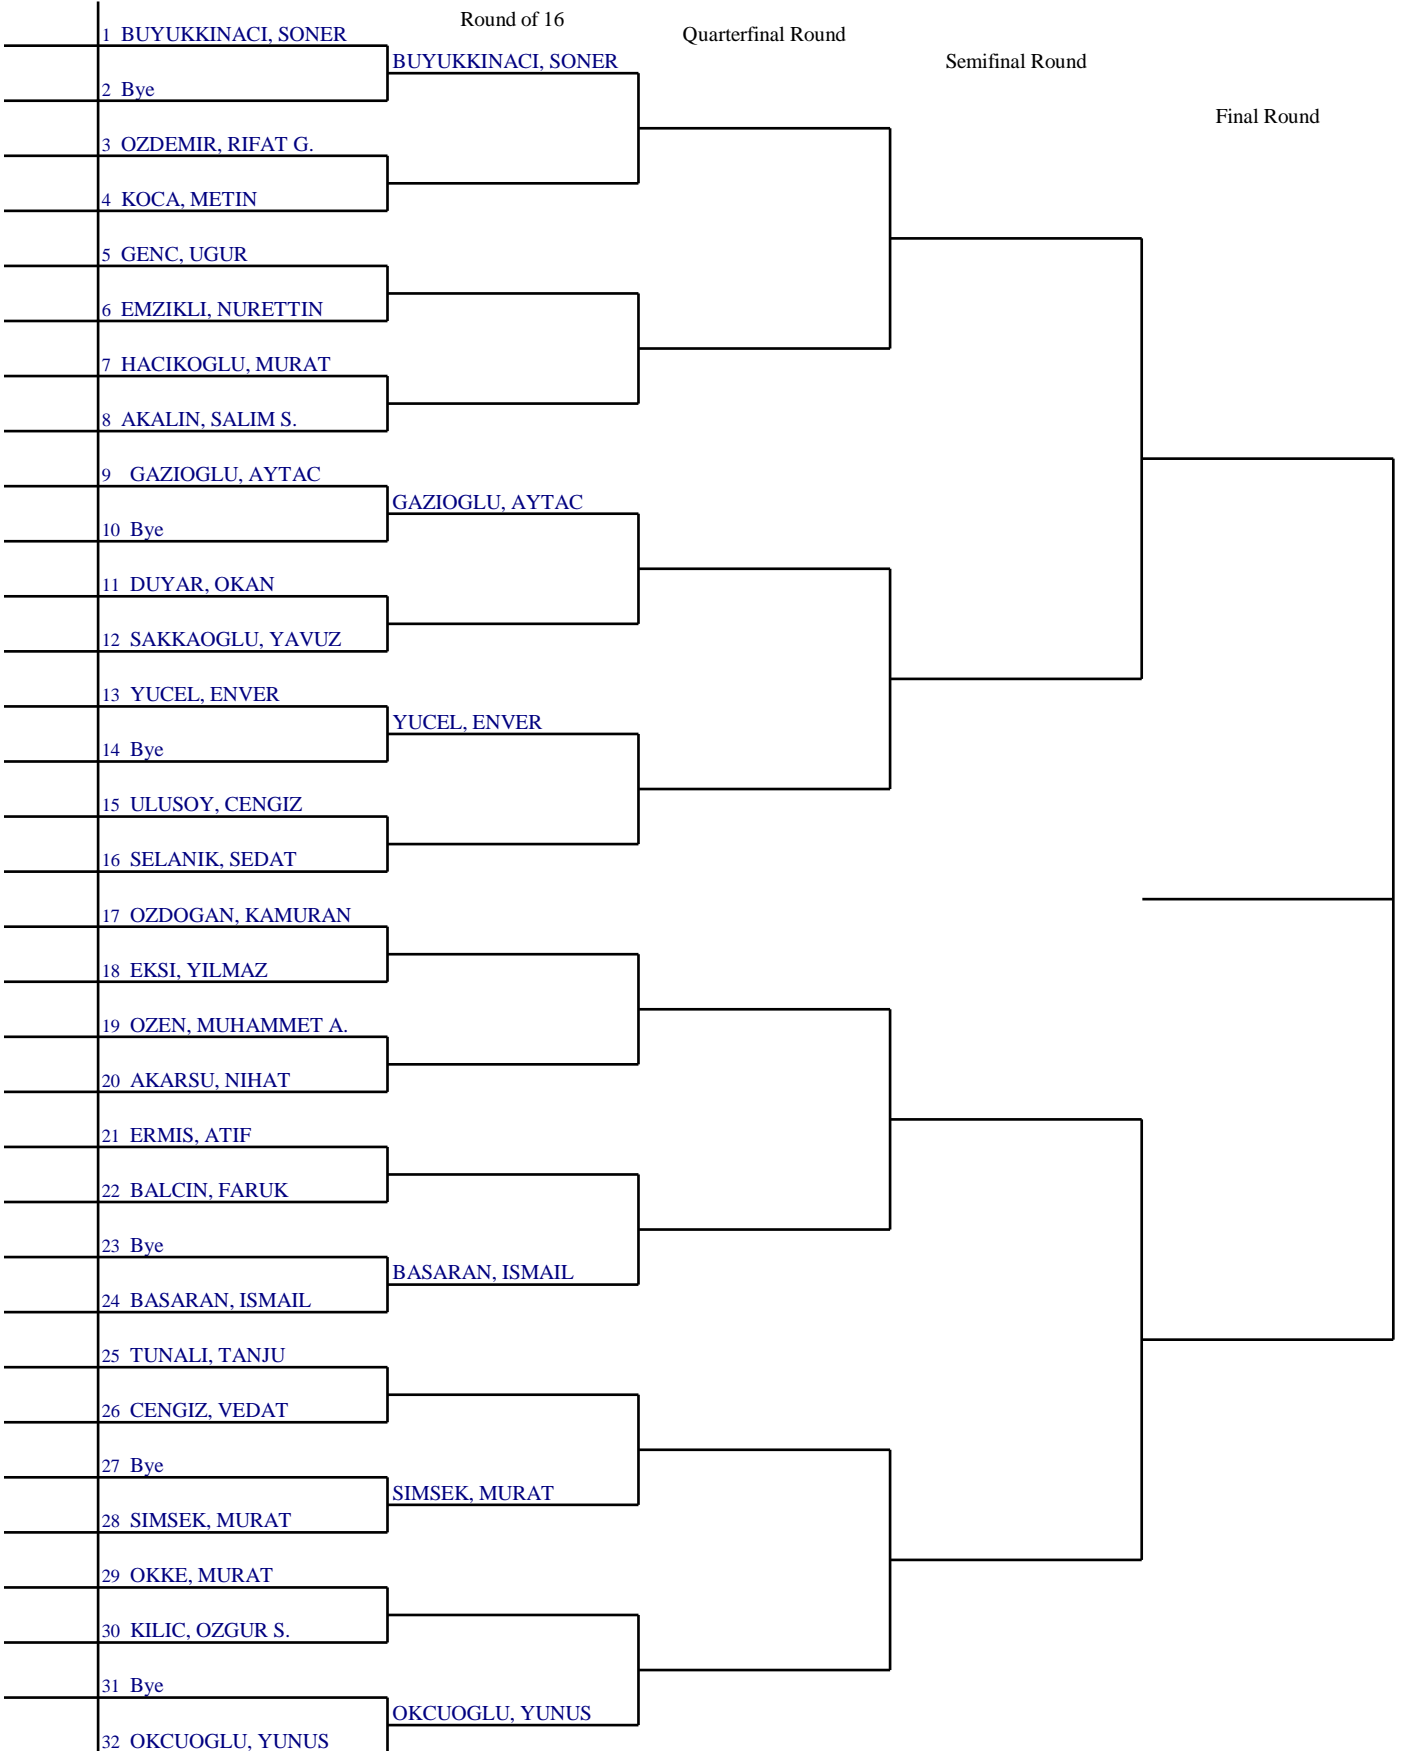 Round of 16
Quarterfinal Round
Semifinal Round
Final Round
1 BUYUKKINACI, SONER
BUYUKKINACI, SONER
2 Bye
3 OZDEMIR, RIFAT G.
4 KOCA, METIN
5 GENC, UGUR
6 EMZIKLI, NURETTIN
7 HACIKOGLU, MURAT
8 AKALIN, SALIM S.
9 GAZIOGLU, AYTAC
GAZIOGLU, AYTAC
10 Bye
11 DUYAR, OKAN
12 SAKKAOGLU, YAVUZ
13 YUCEL, ENVER
YUCEL, ENVER
14 Bye
15 ULUSOY, CENGIZ
16 SELANIK, SEDAT
17 OZDOGAN, KAMURAN
18 EKSI, YILMAZ
19 OZEN, MUHAMMET A.
20 AKARSU, NIHAT
21 ERMIS, ATIF
22 BALCIN, FARUK
23 Bye
BASARAN, ISMAIL
24 BASARAN, ISMAIL
25 TUNALI, TANJU
26 CENGIZ, VEDAT
27 Bye
SIMSEK, MURAT
28 SIMSEK, MURAT
29 OKKE, MURAT
30 KILIC, OZGUR S.
31 Bye
OKCUOGLU, YUNUS
32 OKCUOGLU, YUNUS